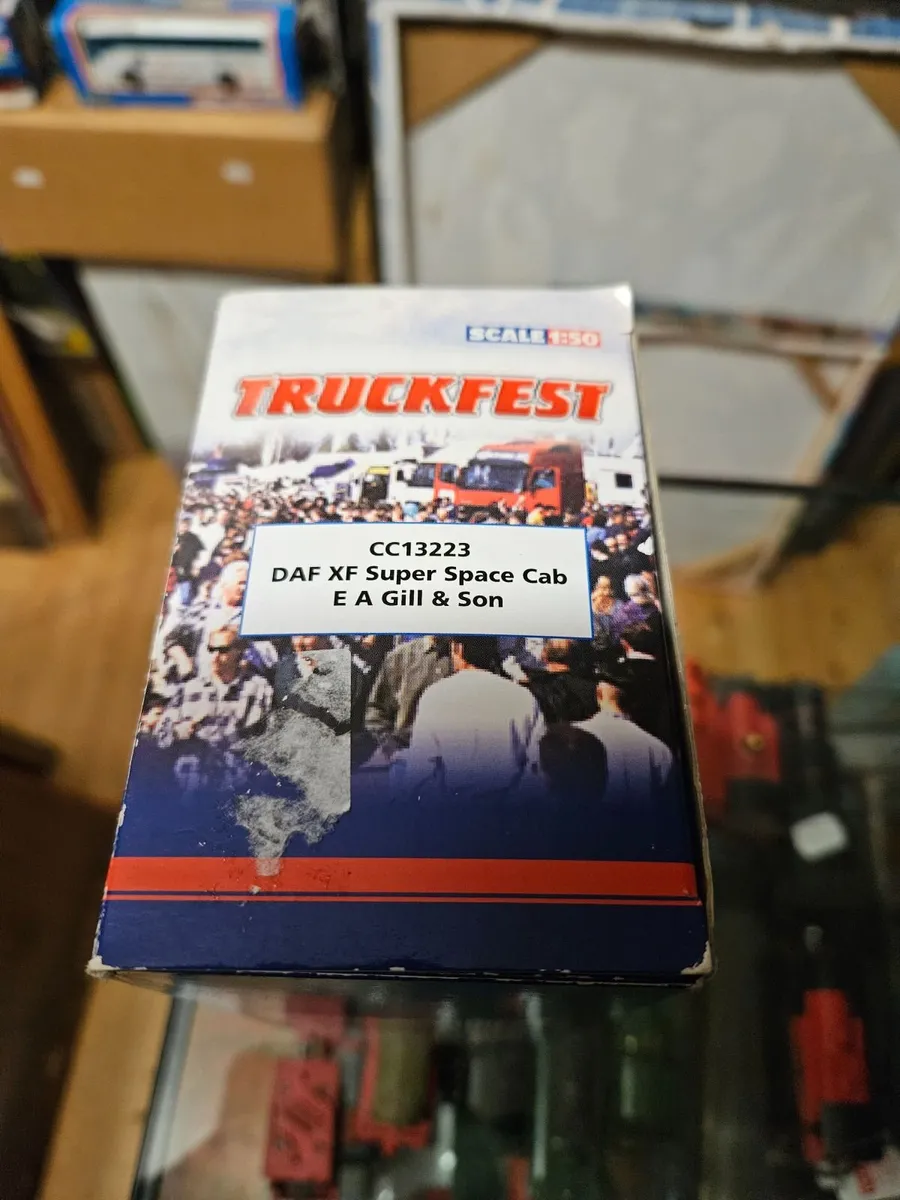 SCALE 1:50
TRUCKFEST
CC13223
DAF XF Super Space Cab
E A Gill & Son